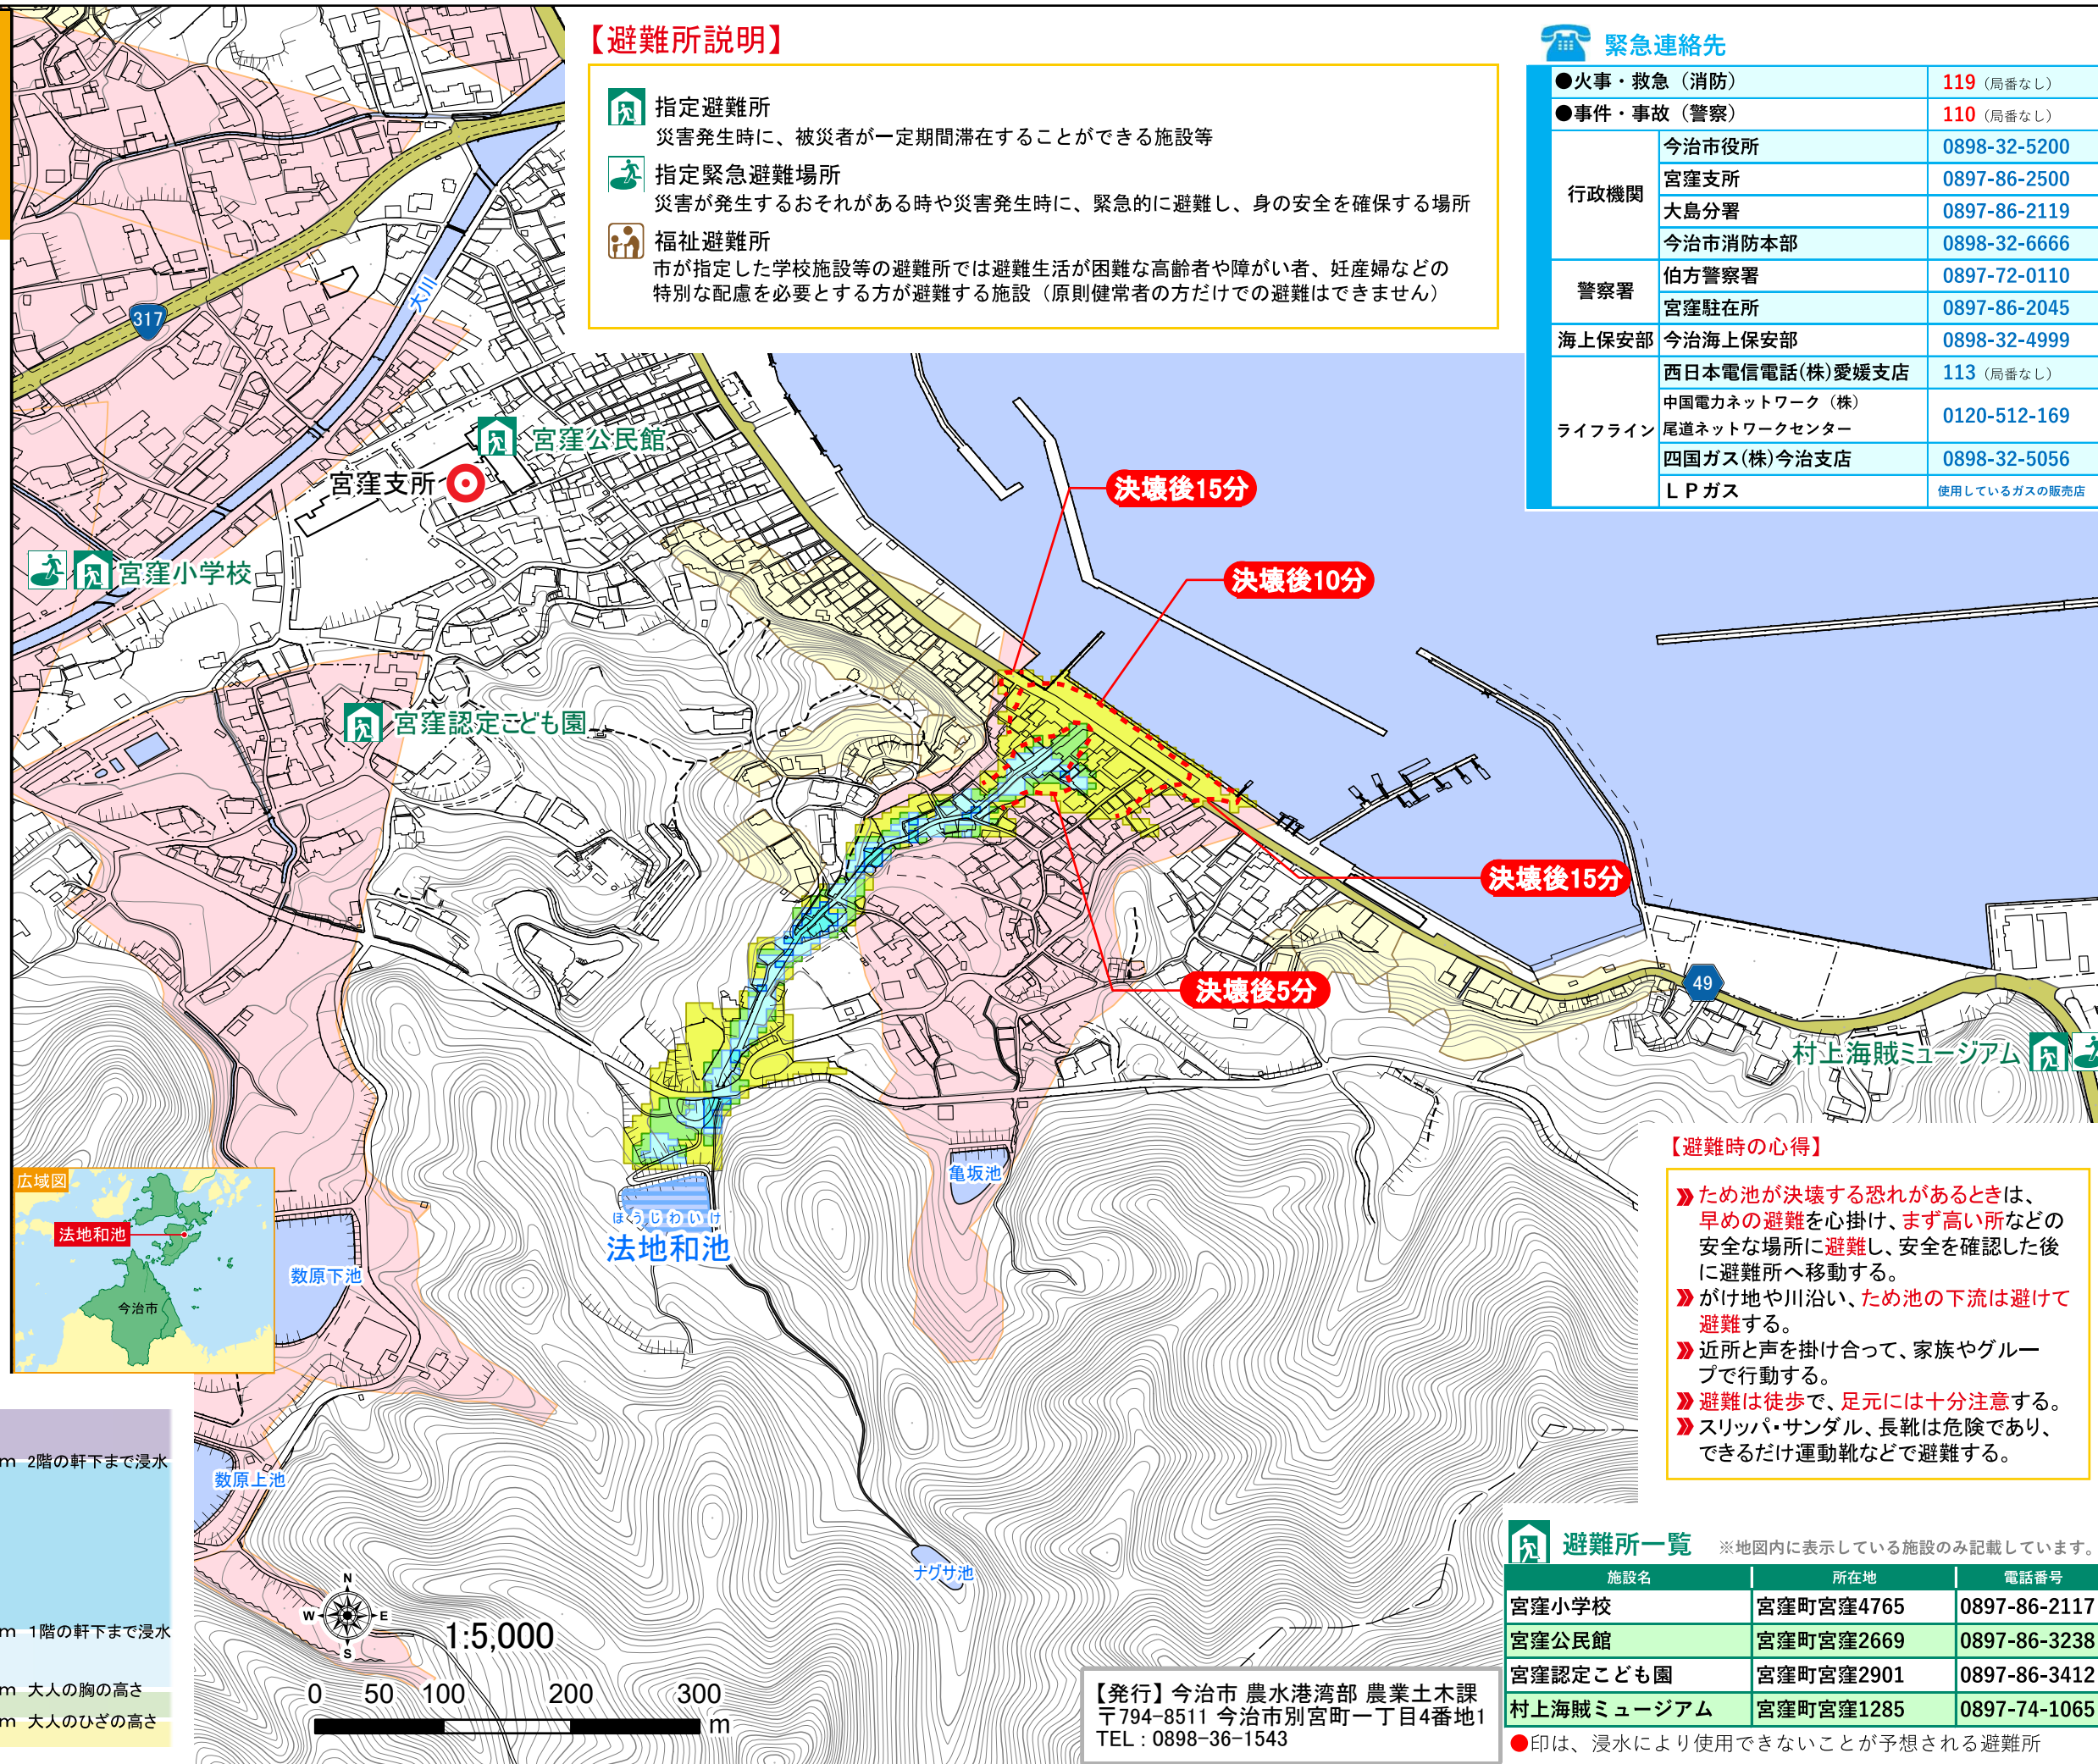 【避難所説明】
指定避難所
災害発生時に、被災者が一定期間滞在することができる施設等
指定緊急避難場所
災害が発生するおそれがある時や災害発生時に、緊急的に避難し、身の安全を確保する場所
福祉避難所
市が指定した学校施設等の避難所では避難生活が困難な高齢者や障がい者、妊産婦などの
特別な配慮を必要とする方が避難する施設（原則健常者の方だけでの避難はできません）
緊急連絡先
●火事・救急（消防） 119（局番なし）
●事件・事故（警察） 110（局番なし）
行政機関
今治市役所 0898-32-5200
宮窪支所 0897-86-2500
大島分署 0897-86-2119
今治市消防本部 0898-32-6666
警察署
伯方警察署 0897-72-0110
宮窪駐在所 0897-86-2045
海上保安部 今治海上保安部 0898-32-4999
ライフライン
西日本電信電話(株)愛媛支店 113（局番なし）
中国電力ネットワーク（株）
尾道ネットワークセンター 0120-512-169
四国ガス(株)今治支店 0898-32-5056
ＬＰガス 使用しているガスの販売店
317
大川
宮窪公民館
宮窪支所
宮窪小学校
宮窪認定こども園
決壊後15分
決壊後10分
決壊後15分
決壊後5分
49
村上海賊ミュージアム
亀坂池
ほうじわいけ
法地和池
数原下池
数原上池
ナグサ池
広域図
法地和池
今治市
m 2階の軒下まで浸水
m 1階の軒下まで浸水
m 大人の胸の高さ
m 大人のひざの高さ
N
W E
S
1:5,000
0 50 100 200 300
m
【避難時の心得】
ため池が決壊する恐れがあるときは、
早めの避難を心掛け、まず高い所などの
安全な場所に避難し、安全を確認した後
に避難所へ移動する。
がけ地や川沿い、ため池の下流は避けて
避難する。
近所と声を掛け合って、家族やグルー
プで行動する。
避難は徒歩で、足元には十分注意する。
スリッパ・サンダル、長靴は危険であり、
できるだけ運動靴などで避難する。
【発行】今治市 農水港湾部 農業土木課
〒794-8511 今治市別宮町一丁目4番地1
TEL：0898-36-1543
避難所一覧 ※地図内に表示している施設のみ記載しています。
施設名 所在地 電話番号
宮窪小学校 宮窪町宮窪4765 0897-86-2117
宮窪公民館 宮窪町宮窪2669 0897-86-3238
宮窪認定こども園 宮窪町宮窪2901 0897-86-3412
村上海賊ミュージアム 宮窪町宮窪1285 0897-74-1065
●印は、浸水により使用できないことが予想される避難所